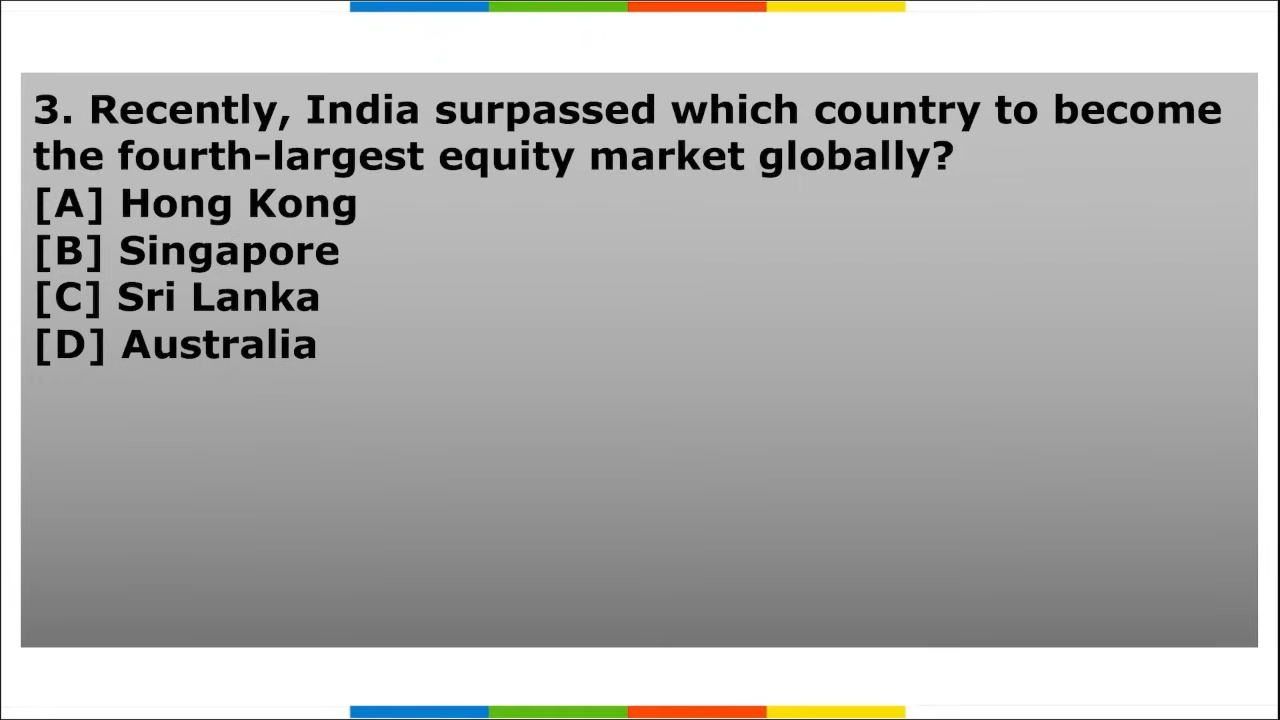 3. Recently, India surpassed which country to become
the fourth-largest equity market globally?
[A] Hong Kong
[B] Singapore
[C] Sri Lanka
[D] Australia